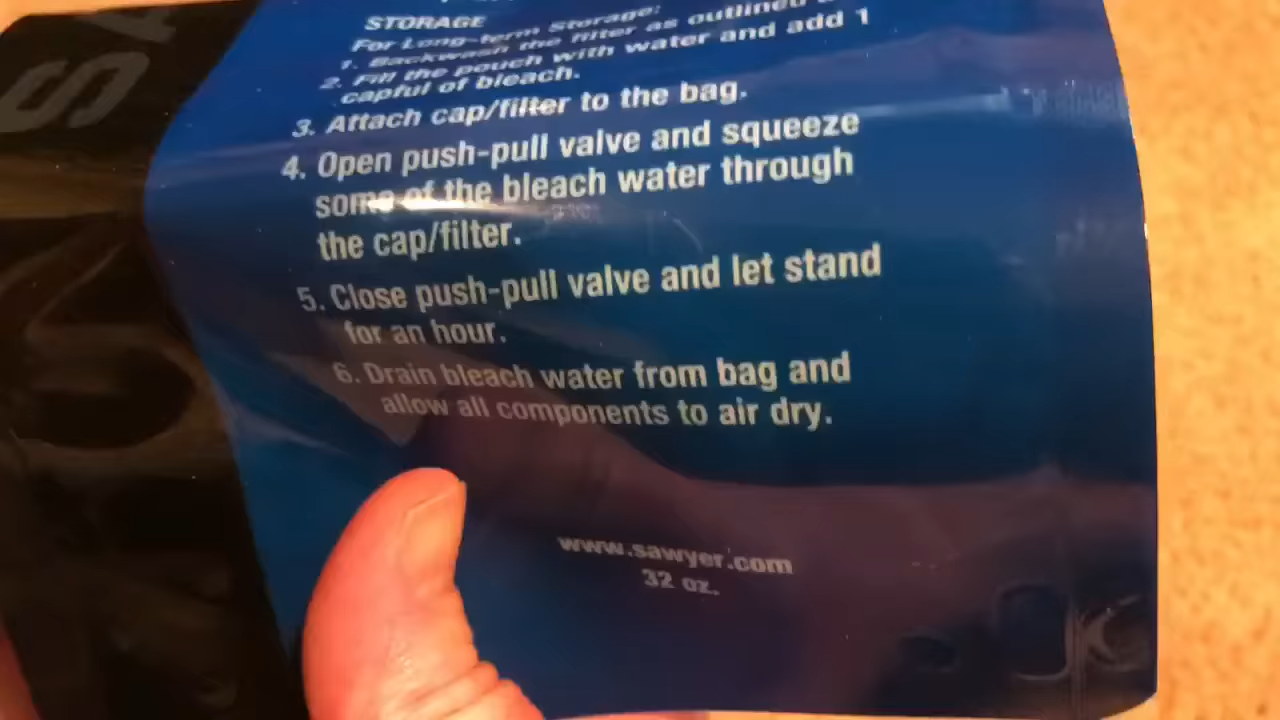 SA
STORAGE
For Long-term Storage:
1. Backwash the filter as outlined
2. Fill the pouch with water and add 1
capful of bleach.
3. Attach cap/filter to the bag.
4. Open push-pull valve and squeeze
some of the bleach water through
the cap/filter.
5. Close push-pull valve and let stand
for an hour.
6. Drain bleach water from bag and
allow all components to air dry.
www.sawyer.com
32 oz.